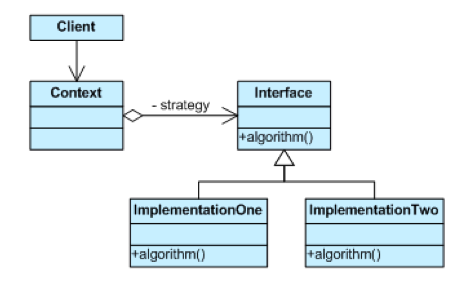 Client
Context
- strategy
Interface
+algorithm()
ImplementationOne
ImplementationTwo
+algorithm()
+algorithm()